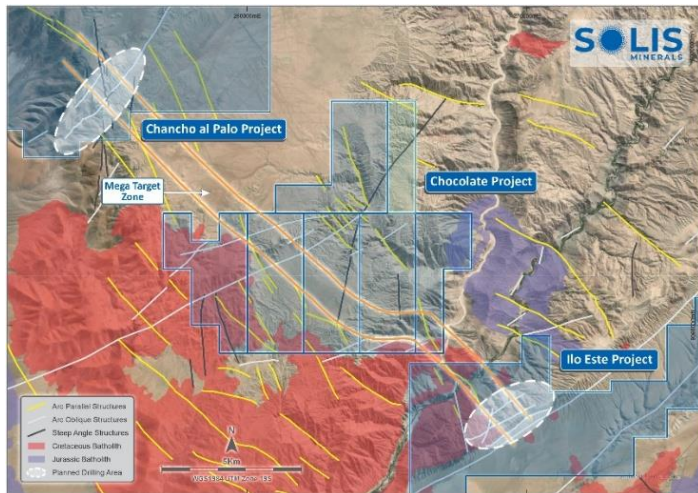 SOLIS
MINERALS
Chancho al Palo Project
Mega Target
Zone
Chocolate Project
Ilo Este Project
Arc Parallel Structures
Arc Oblique Structures
Steep Angle Structures
Cretaceous Batholith
Jurassic Batholith
Planned Drilling Area
N
5Km